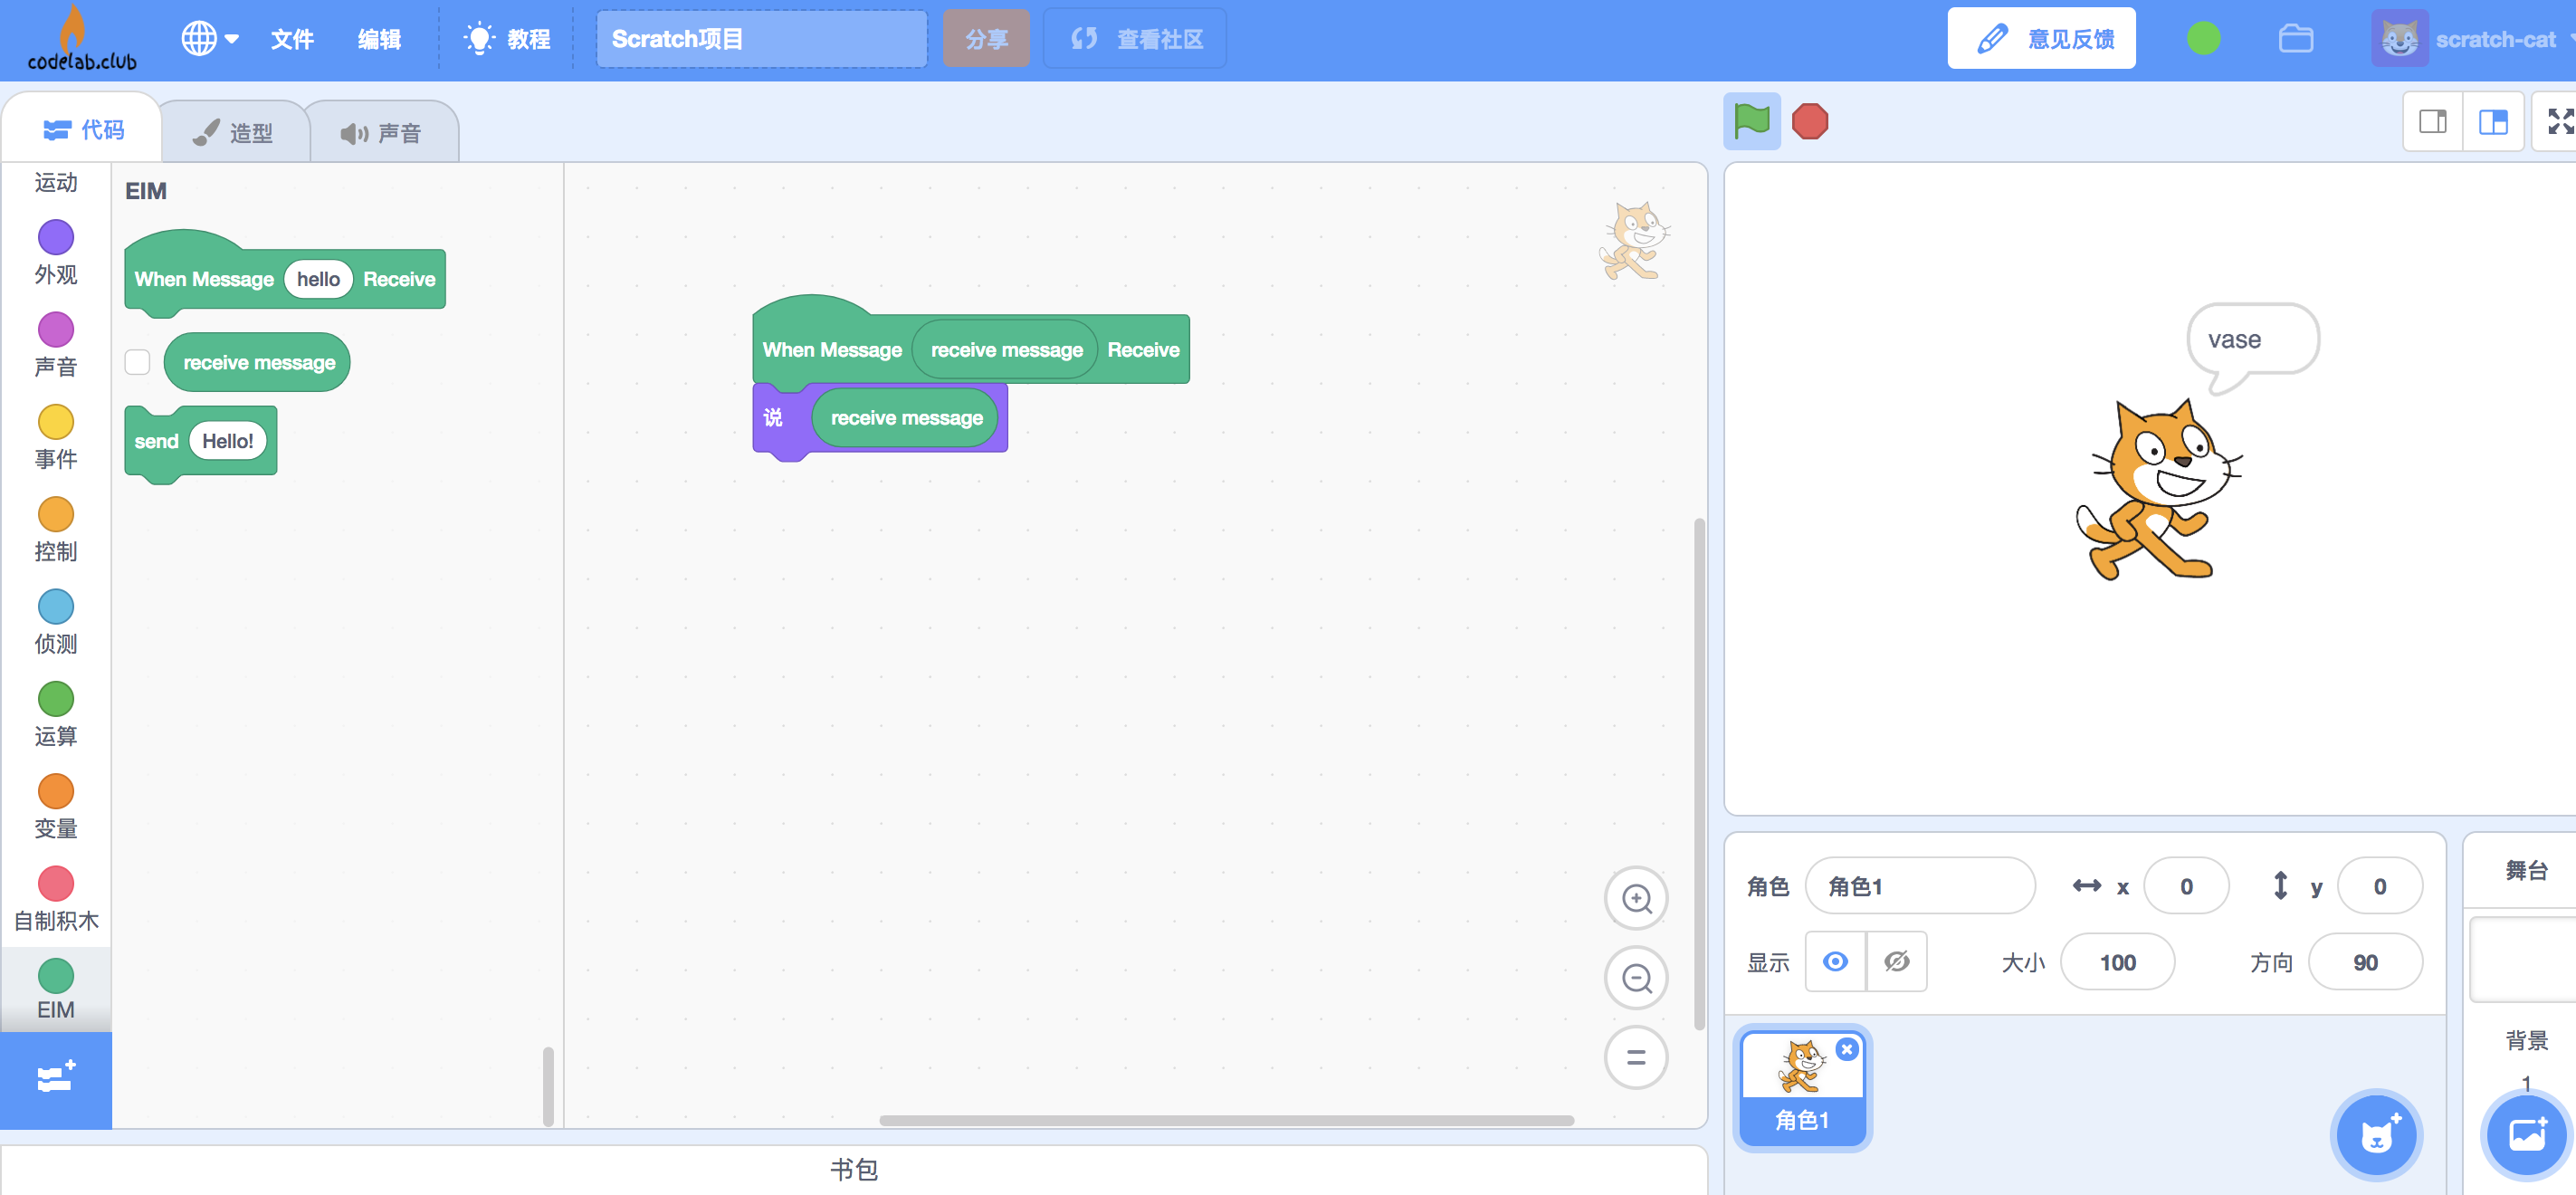 codelab.club
文件
编辑
教程
Scratch项目
分享
查看社区
意见反馈
scratch-cat
代码
造型
声音
运动
外观
声音
事件
控制
侦测
运算
变量
自制积木
EIM
EIM
When Message hello Receive
receive message
send Hello!
When Message receive message Receive
说 receive message
vase
角色 角色1 x 0 y 0
显示 大小 100 方向 90
角色1
舞台
背景
1
书包